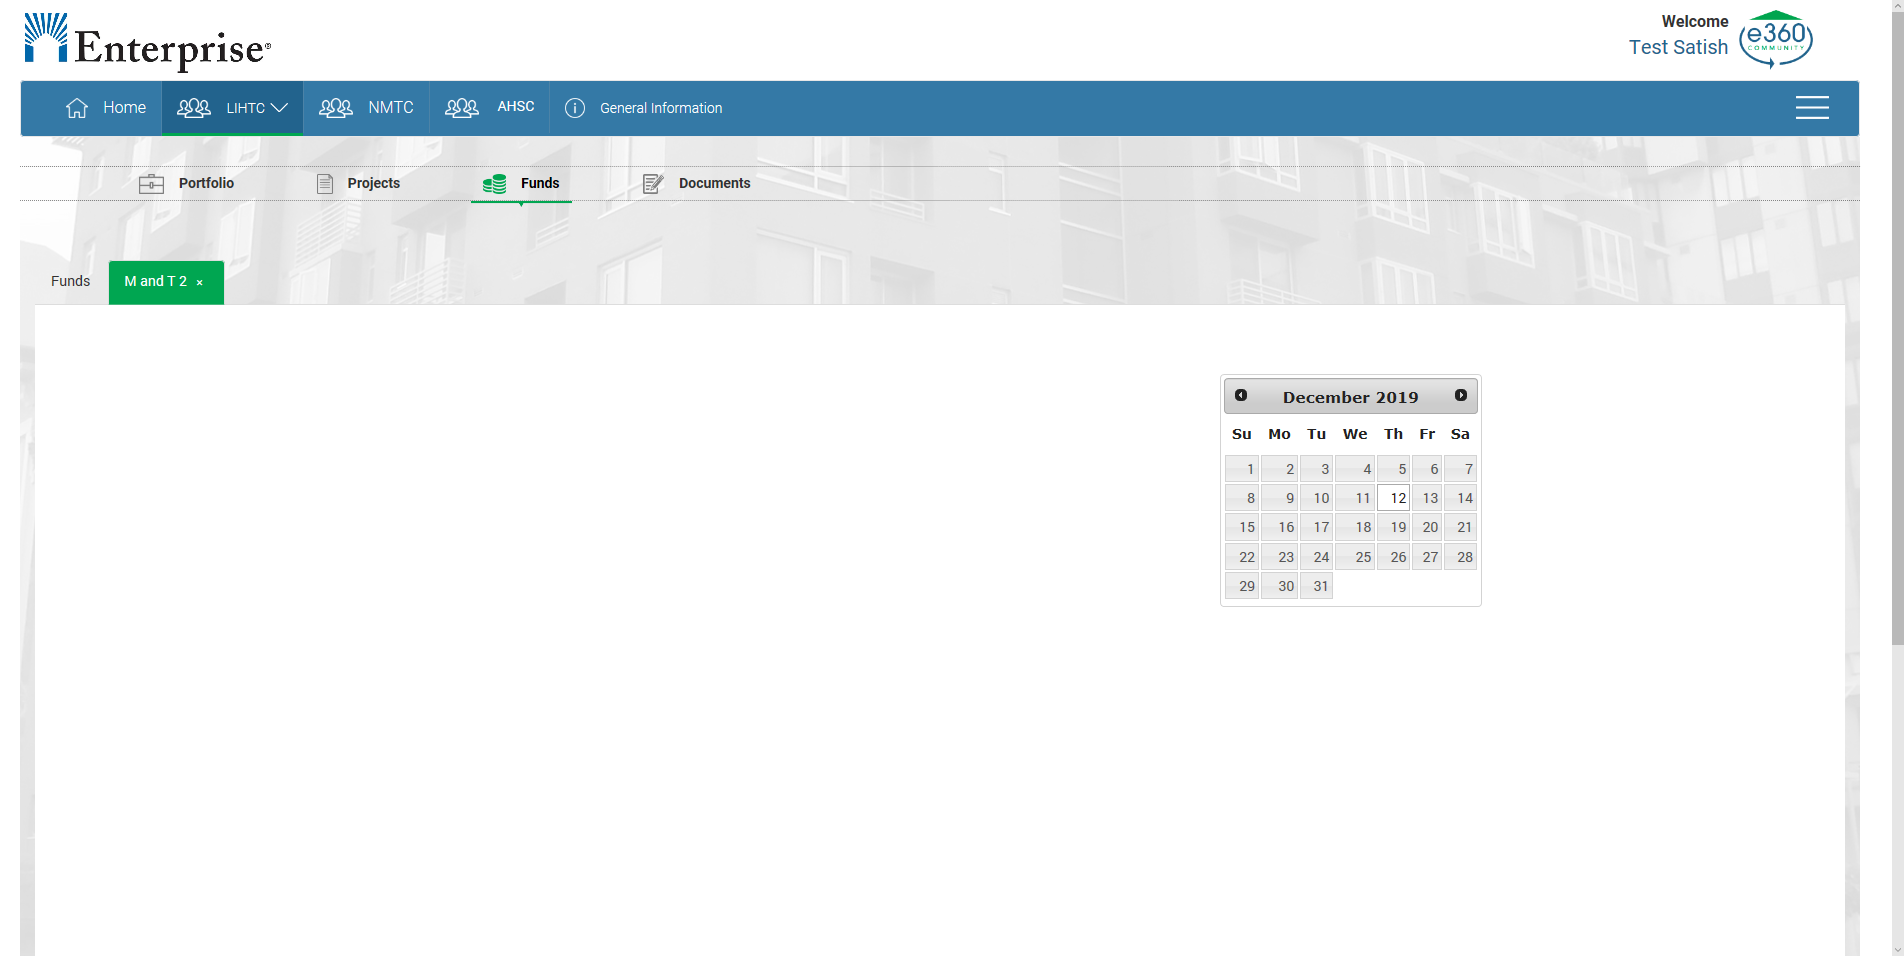 Enterprise®
Welcome
Test Satish
e360
COMMUNITY
Home
LIHTC
NMTC
AHSC
General Information
Portfolio
Projects
Funds
Documents
Funds
M and T 2 ×
December 2019
Su Mo Tu We Th Fr Sa
1 2 3 4 5 6 7
8 9 10 11 12 13 14
15 16 17 18 19 20 21
22 23 24 25 26 27 28
29 30 31